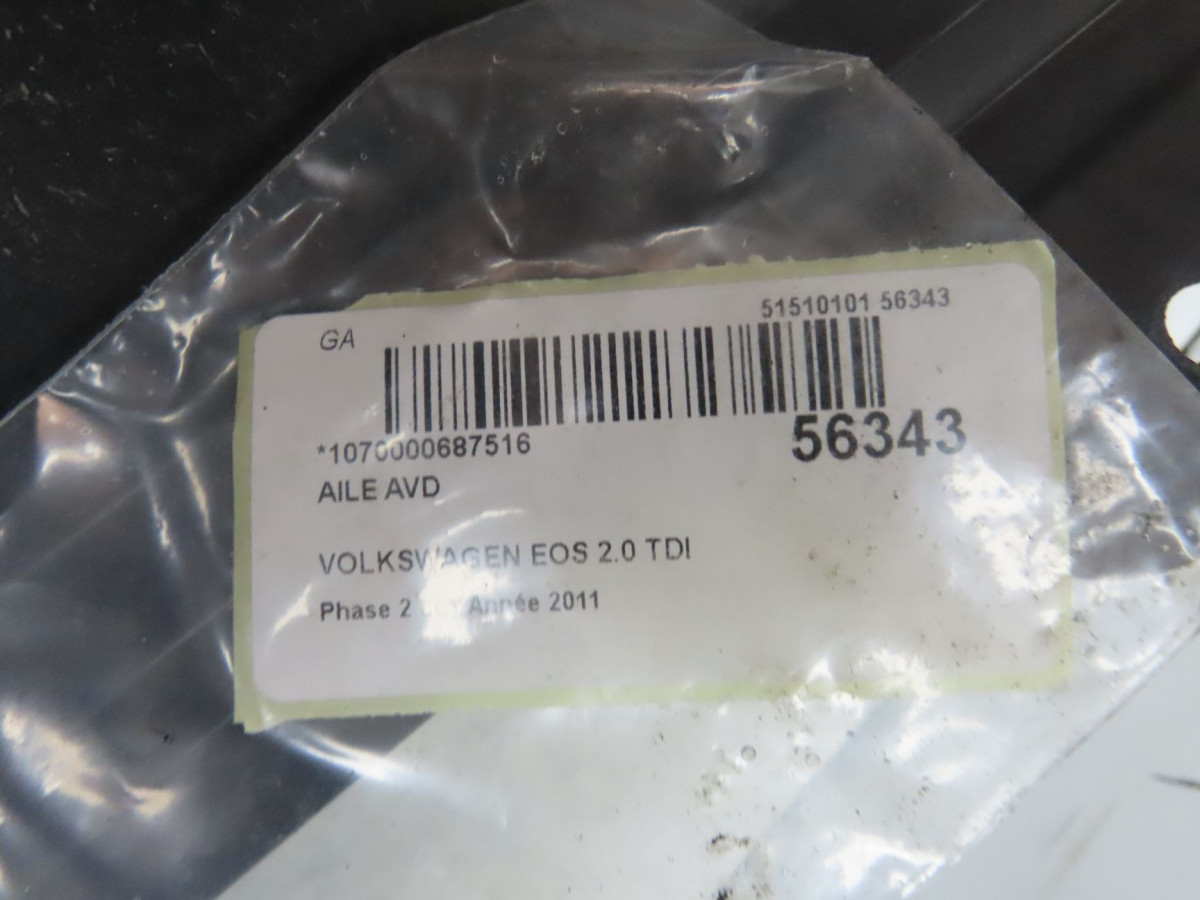 GA
51510101 56343
*1070000687516
56343
AILE AVD
VOLKSWAGEN EOS 2.0 TDI
Phase 2 Année 2011